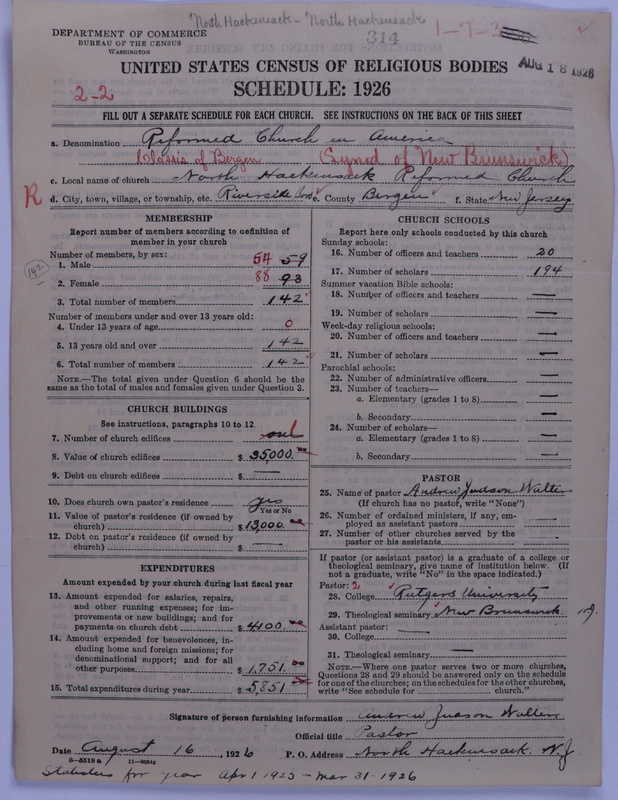 North Hackensack - North Hackensack
DEPARTMENT OF COMMERCE
BUREAU OF THE CENSUS
WASHINGTON
314
1-7-3
AUG 18 1926
UNITED STATES CENSUS OF RELIGIOUS BODIES
SCHEDULE: 1926
2-2
FILL OUT A SEPARATE SCHEDULE FOR EACH CHURCH. SEE INSTRUCTIONS ON THE BACK OF THIS SHEET
a. Denomination Reformed Church in America
Classis of Bergen (Synod of New Brunswick)
c. Local name of church North Hackensack Reformed Church
R
d. City, town, village, or township, etc. Riverside Boro e. County Bergen f. State New Jersey
MEMBERSHIP
Report number of members according to definition of
member in your church
Number of members, by sex:
1. Male 54 59
2. Female 88 93
142
3. Total number of members 142
Number of members under and over 13 years old:
4. Under 13 years of age 0
5. 13 years old and over 142
6. Total number of members 142
NOTE.—The total given under Question 6 should be the
same as the total of males and females given under Question 3.
CHURCH BUILDINGS
See instructions, paragraphs 10 to 12
7. Number of church edifices one 1
8. Value of church edifices $ 35,000.00
9. Debt on church edifices $ —
10. Does church own pastor's residence yes
Yes or No
11. Value of pastor's residence (if owned by
church) $ 13,000.00
12. Debt on pastor's residence (if owned by
church) $
EXPENDITURES
Amount expended by your church during last fiscal year
13. Amount expended for salaries, repairs,
and other running expenses; for im-
provements or new buildings; and for
payments on church debt $ 4100.00
14. Amount expended for benevolences, in-
cluding home and foreign missions; for
denominational support; and for all
other purposes $ 1,751.00
15. Total expenditures during year $ 5,851.00
CHURCH SCHOOLS
Report here only schools conducted by this church
Sunday schools:
16. Number of officers and teachers 20
17. Number of scholars 194
Summer vacation Bible schools:
18. Number of officers and teachers —
19. Number of scholars —
Week-day religious schools:
20. Number of officers and teachers —
21. Number of scholars —
Parochial schools:
22. Number of administrative officers —
23. Number of teachers—
a. Elementary (grades 1 to 8) —
b. Secondary —
24. Number of scholars—
a. Elementary (grades 1 to 8) —
b. Secondary —
PASTOR
25. Name of pastor Andrew Judson Walter
(If church has no pastor, write "None")
26. Number of ordained ministers, if any, em-
ployed as assistant pastors —
27. Number of other churches served by the
pastor or his assistants —
If pastor (or assistant pastor) is a graduate of a college or
theological seminary, give name of institution below. (If
not a graduate, write "No" in the space indicated.)
Pastor: 2
28. College Rutgers University
29. Theological seminary New Brunswick
Assistant pastor: —
30. College
31. Theological seminary —
NOTE.—Where one pastor serves two or more churches,
Questions 28 and 29 should be answered only on the schedule
for one of the churches; on the schedules for the other churches,
write "See schedule for church."
Signature of person furnishing information Andrew Judson Walter
Official title Pastor
Date August 16, 1926 P. O. Address North Hackensack, N.J.
8—5518a 11—9024c
Statistics for year Apr 1 1925 - Mar 31 - 1926